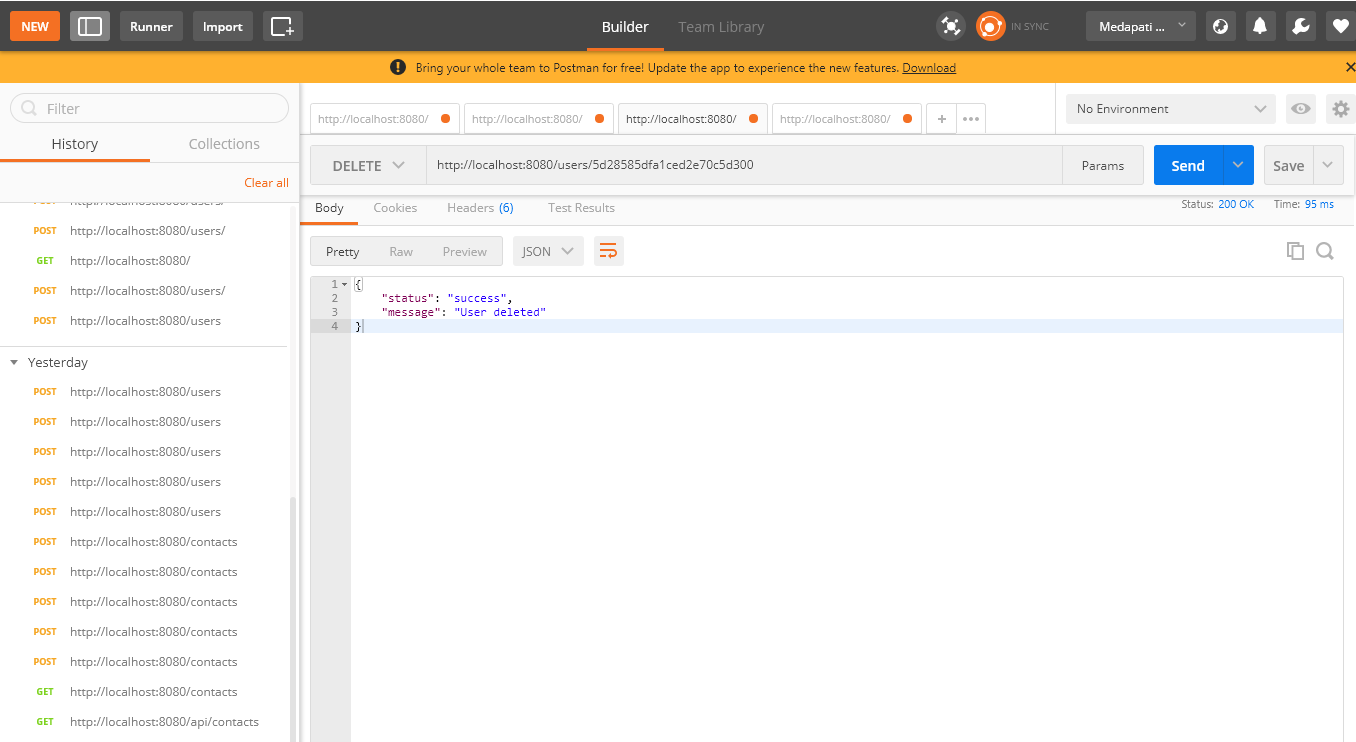 NEW Runner Import Builder Team Library IN SYNC Medapati ...
Bring your whole team to Postman for free! Update the app to experience the new features. Download
Filter
History Collections
Clear all
http://localhost:8080/users/
POST http://localhost:8080/users/
GET http://localhost:8080/
POST http://localhost:8080/users/
POST http://localhost:8080/users
Yesterday
POST http://localhost:8080/users
POST http://localhost:8080/users
POST http://localhost:8080/users
POST http://localhost:8080/users
POST http://localhost:8080/users
POST http://localhost:8080/contacts
POST http://localhost:8080/contacts
POST http://localhost:8080/contacts
POST http://localhost:8080/contacts
POST http://localhost:8080/contacts
GET http://localhost:8080/contacts
GET http://localhost:8080/api/contacts
http://localhost:8080/ http://localhost:8080/ http://localhost:8080/ http://localhost:8080/ + ••• No Environment
DELETE http://localhost:8080/users/5d28585dfa1ced2e70c5d300 Params Send Save
Body Cookies Headers (6) Test Results Status: 200 OK Time: 95 ms
Pretty Raw Preview JSON
1 {
2 "status": "success",
3 "message": "User deleted"
4 }